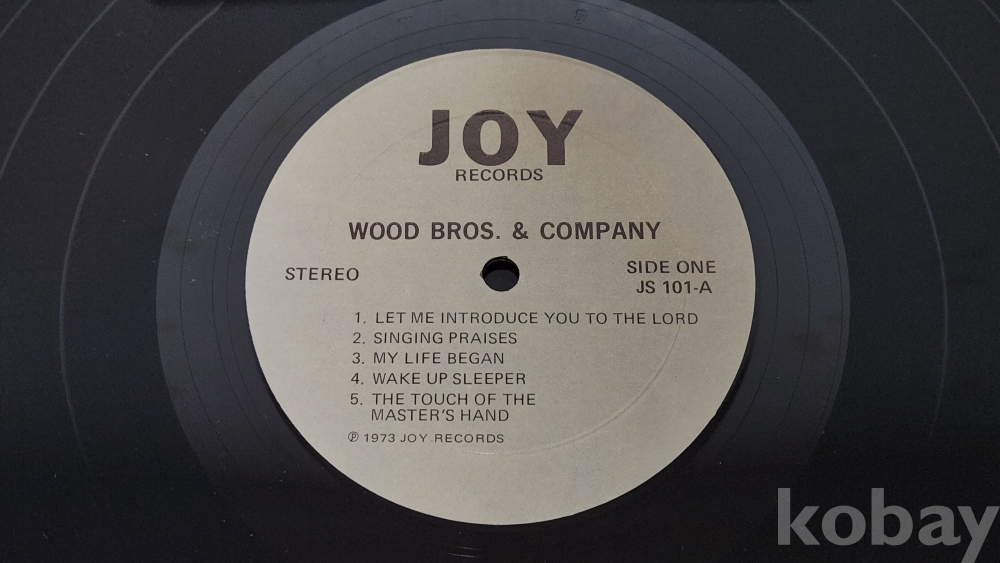 JOY
RECORDS
WOOD BROS. & COMPANY
STEREO
SIDE ONE
JS 101-A
1. LET ME INTRODUCE YOU TO THE LORD
2. SINGING PRAISES
3. MY LIFE BEGAN
4. WAKE UP SLEEPER
5. THE TOUCH OF THE
MASTER'S HAND
℗ 1973 JOY RECORDS
kobay